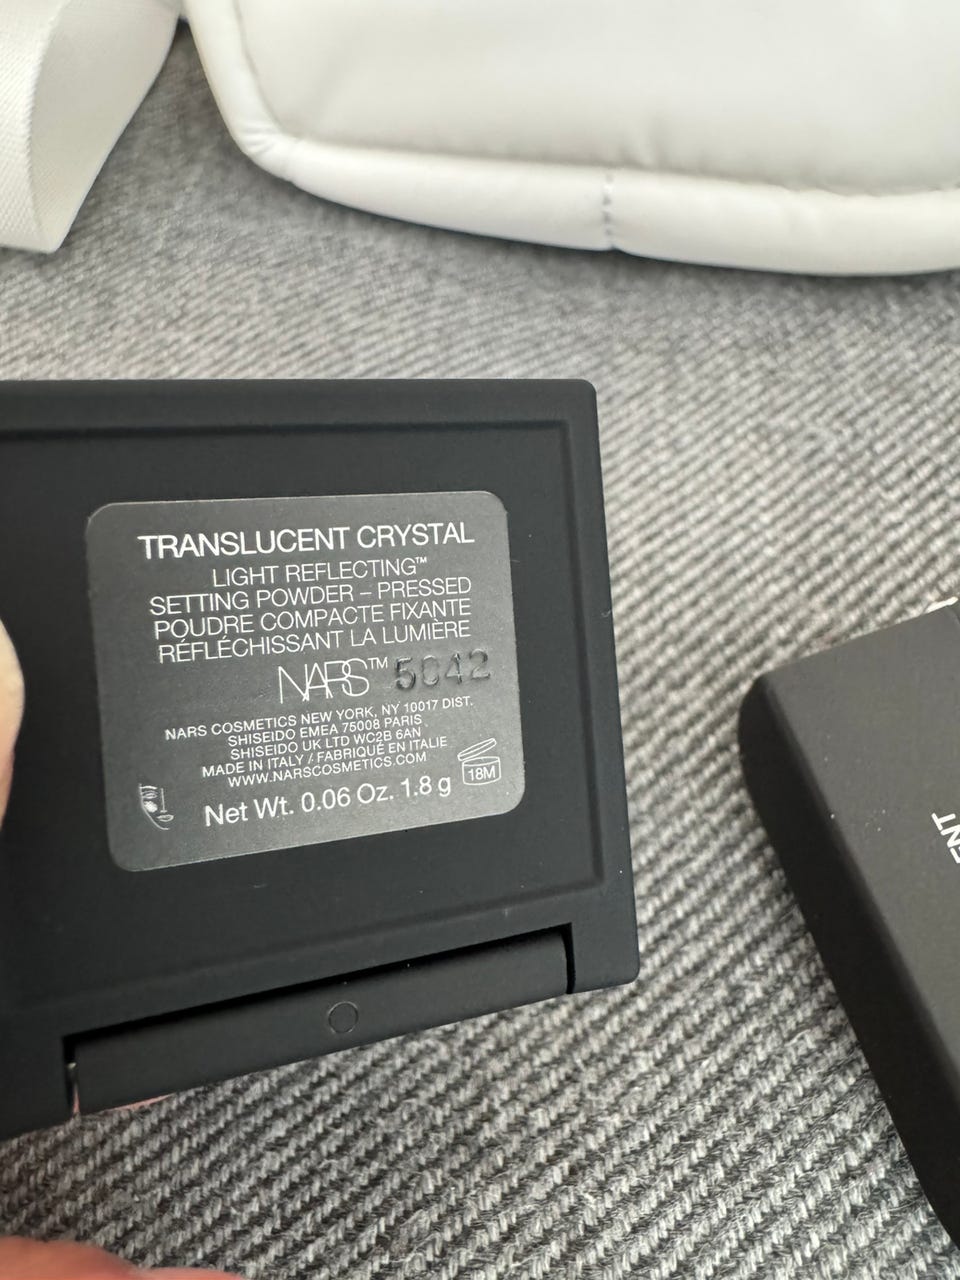 TRANSLUCENT CRYSTAL
LIGHT REFLECTING™
SETTING POWDER – PRESSED
POUDRE COMPACTE FIXANTE
RÉFLÉCHISSANT LA LUMIÈRE
NARS™ 5042
NARS COSMETICS NEW YORK, NY 10017 DIST.
SHISEIDO EMEA 75008 PARIS
SHISEIDO UK LTD WC2B 6AN
MADE IN ITALY / FABRIQUÉ EN ITALIE
WWW.NARSCOSMETICS.COM
18M
Net Wt. 0.06 Oz. 1.8 g
ENT